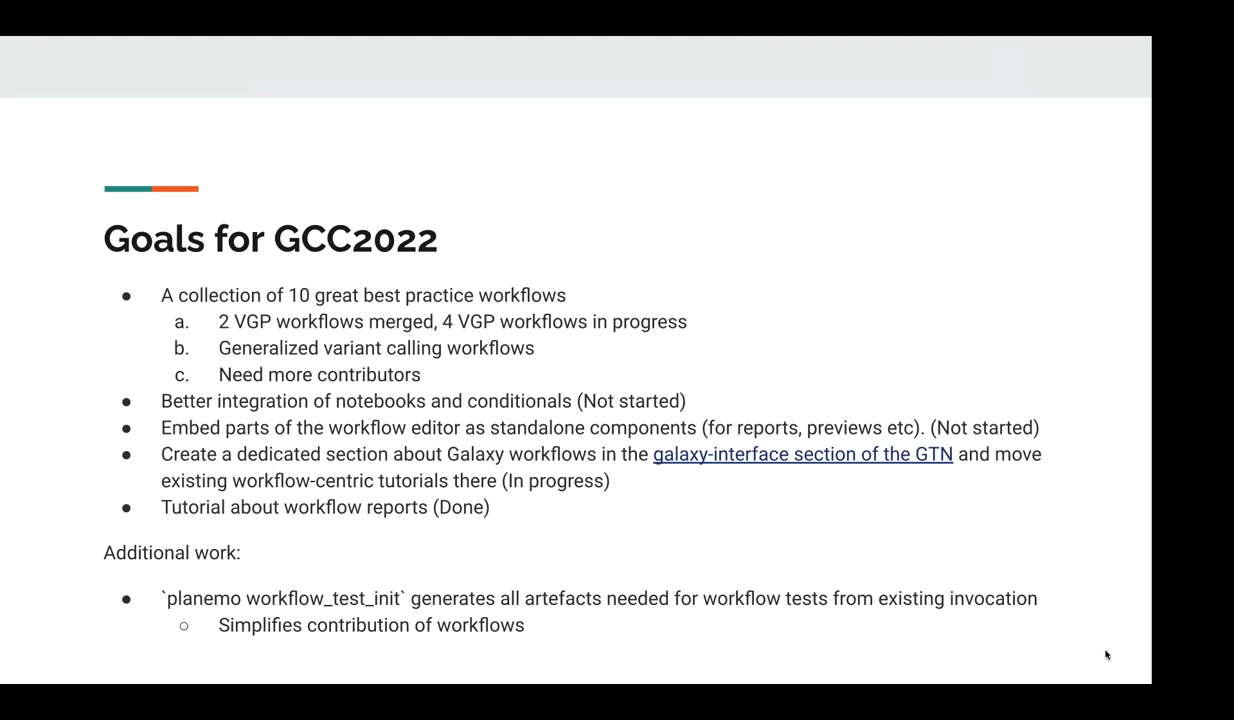 Goals for GCC2022
● A collection of 10 great best practice workflows
a. 2 VGP workflows merged, 4 VGP workflows in progress
b. Generalized variant calling workflows
c. Need more contributors
● Better integration of notebooks and conditionals (Not started)
● Embed parts of the workflow editor as standalone components (for reports, previews etc). (Not started)
● Create a dedicated section about Galaxy workflows in the galaxy-interface section of the GTN and move
existing workflow-centric tutorials there (In progress)
● Tutorial about workflow reports (Done)
Additional work:
● `planemo workflow_test_init` generates all artefacts needed for workflow tests from existing invocation
○ Simplifies contribution of workflows